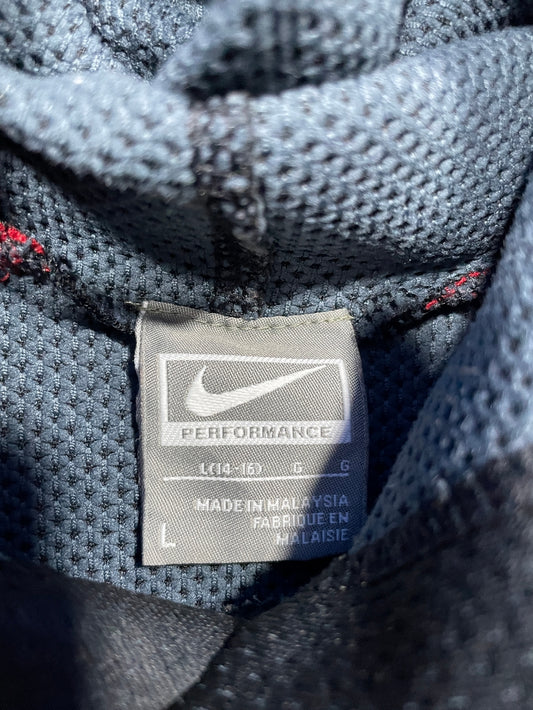 PERFORMANCE
L(14-16) G G
MADE IN MALAYSIA
FABRIQUE EN
MALAISIE
L